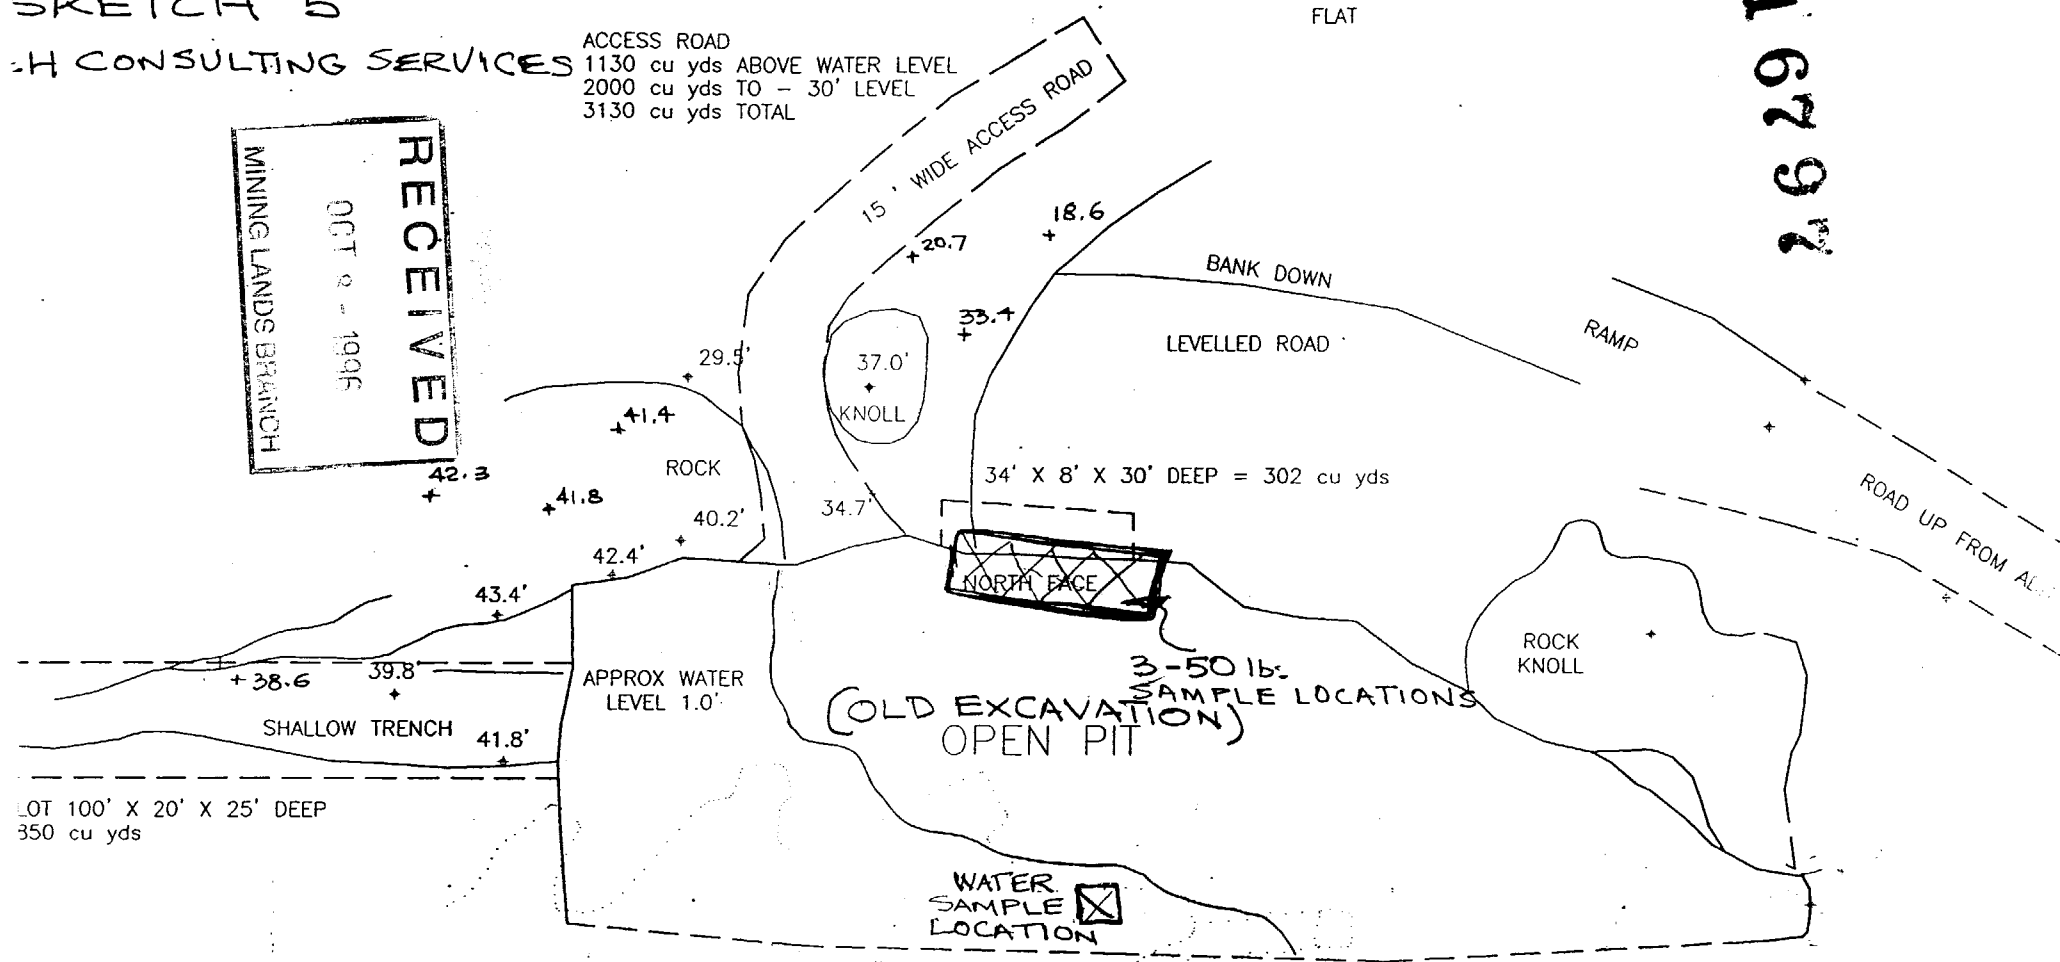 SKETCH 5
H CONSULTING SERVICES
ACCESS ROAD
1130 cu yds ABOVE WATER LEVEL
2000 cu yds TO - 30' LEVEL
3130 cu yds TOTAL
FLAT
RECEIVED
OCT 2 - 1996
MINING LANDS BRANCH
15' WIDE ACCESS ROAD
18.6
20.7
BANK DOWN
33.4
LEVELLED ROAD
RAMP
29.5'
37.0'
KNOLL
41.4
ROCK
34' X 8' X 30' DEEP = 302 cu yds
42.3
41.8
40.2'
34.7'
ROAD UP FROM
42.4'
NORTH FACE
43.4'
ROCK
KNOLL
38.6
39.8'
APPROX WATER
LEVEL 1.0'
3-50 lb.
SAMPLE LOCATIONS
(OLD EXCAVATION)
OPEN PIT
SHALLOW TRENCH
41.8'
LOT 100' X 20' X 25' DEEP
850 cu yds
WATER
SAMPLE
LOCATION